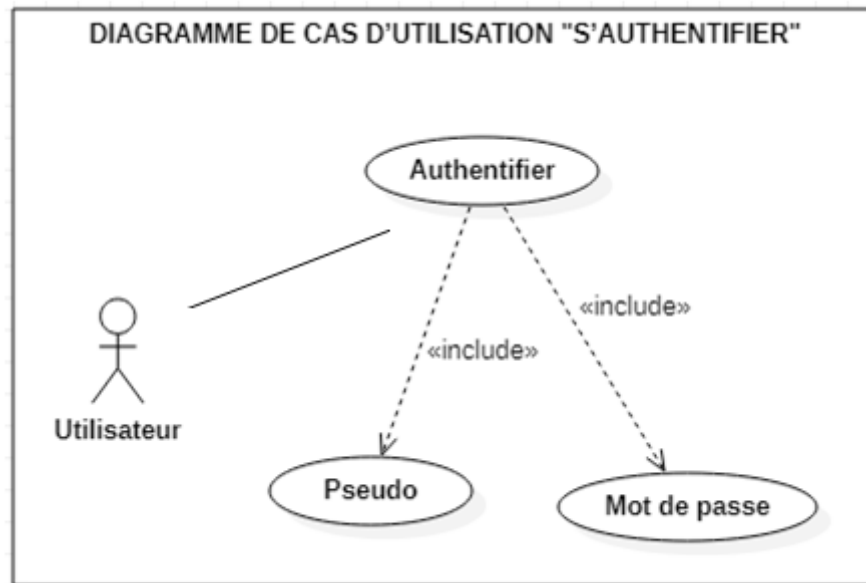 DIAGRAMME DE CAS D’UTILISATION "S’AUTHENTIFIER"
Authentifier
«include»
«include»
Utilisateur
Pseudo
Mot de passe